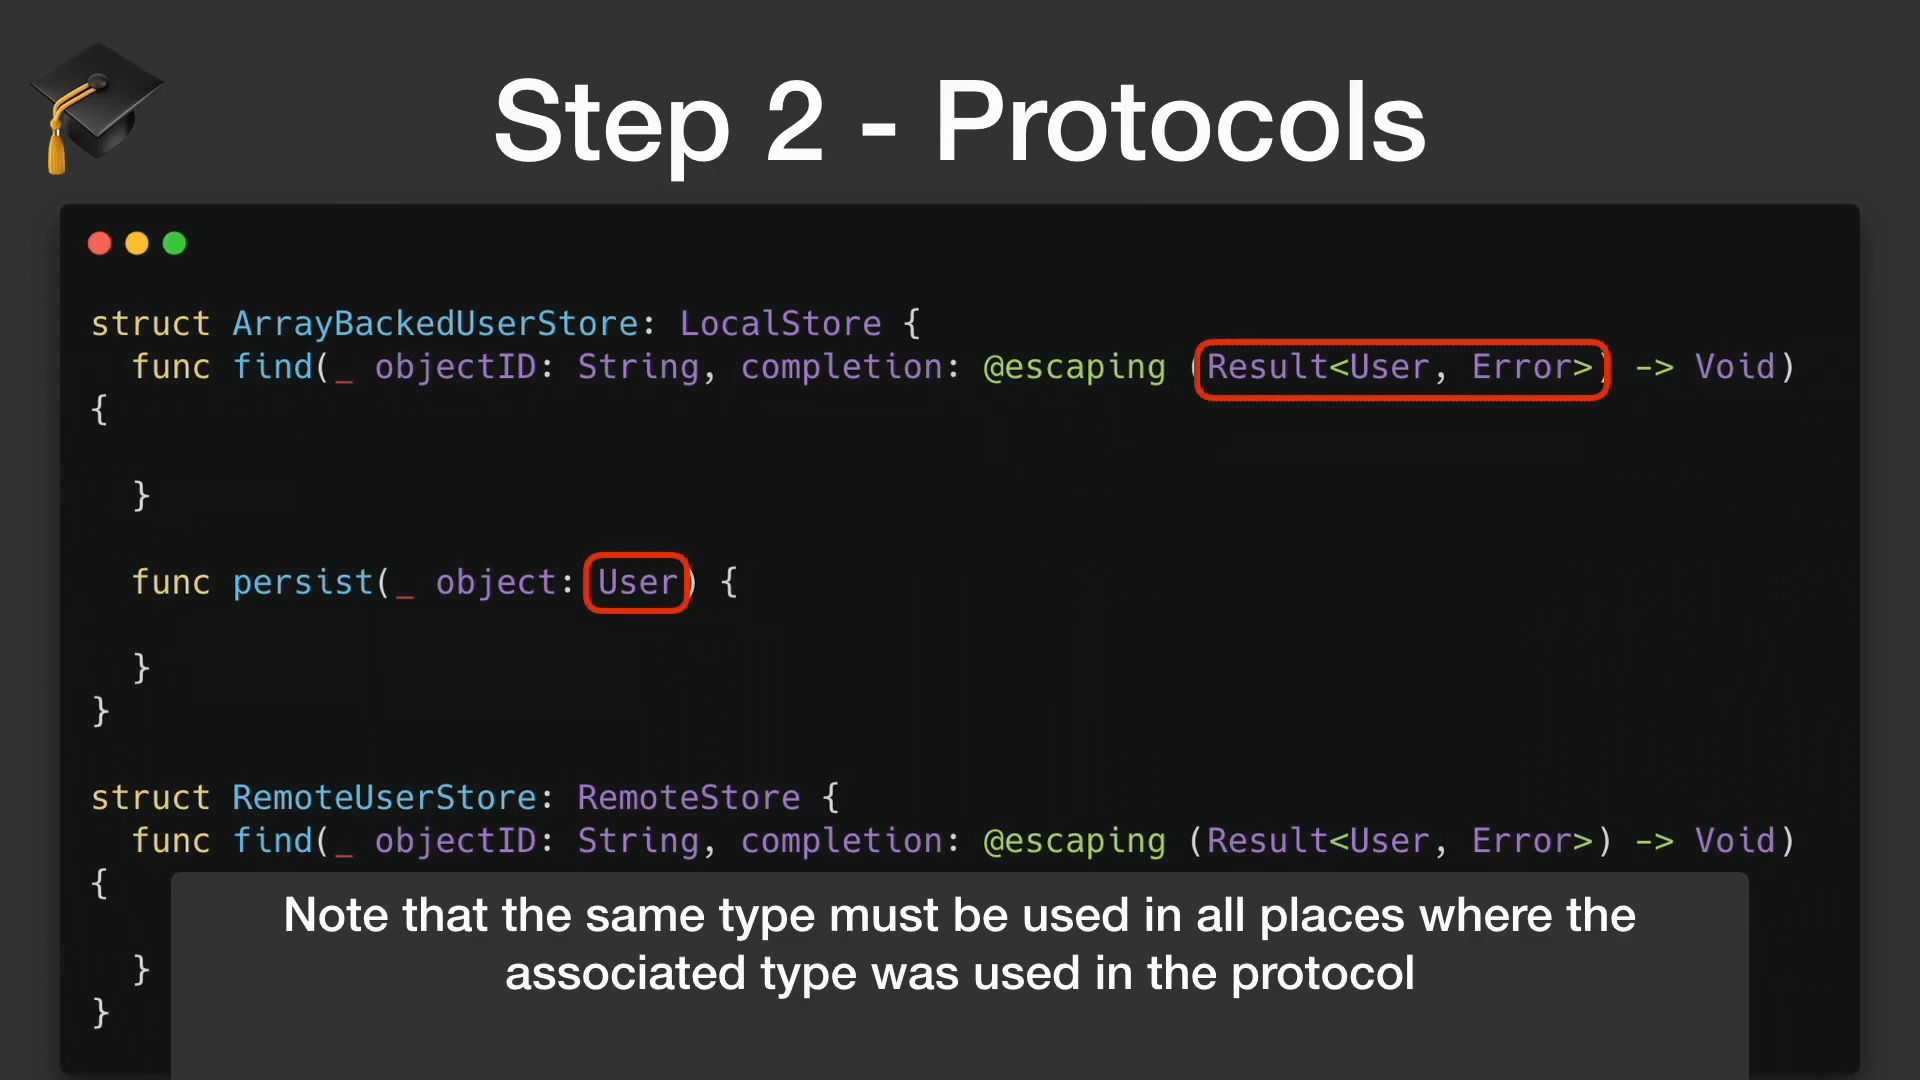 Step 2 - Protocols
struct ArrayBackedUserStore: LocalStore {
  func find(_ objectID: String, completion: @escaping (Result<User, Error>) -> Void)
{
  }
  func persist(_ object: User) {
  }
}
struct RemoteUserStore: RemoteStore {
  func find(_ objectID: String, completion: @escaping (Result<User, Error>) -> Void)
{
  }
}
Note that the same type must be used in all places where the
associated type was used in the protocol